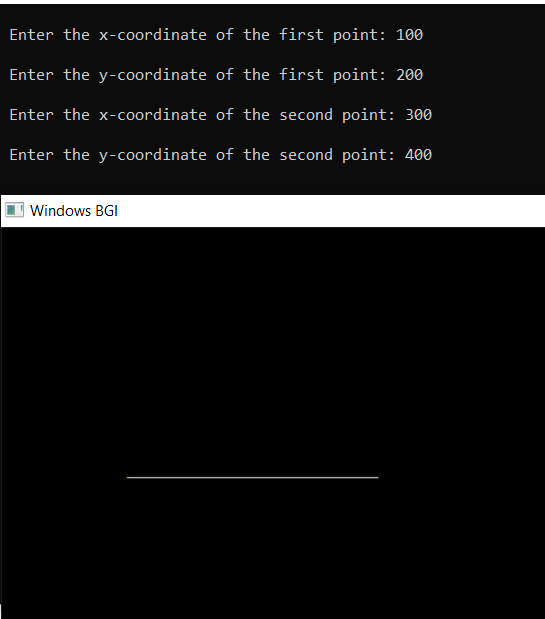 Enter the x-coordinate of the first point: 100
Enter the y-coordinate of the first point: 200
Enter the x-coordinate of the second point: 300
Enter the y-coordinate of the second point: 400
Windows BGI